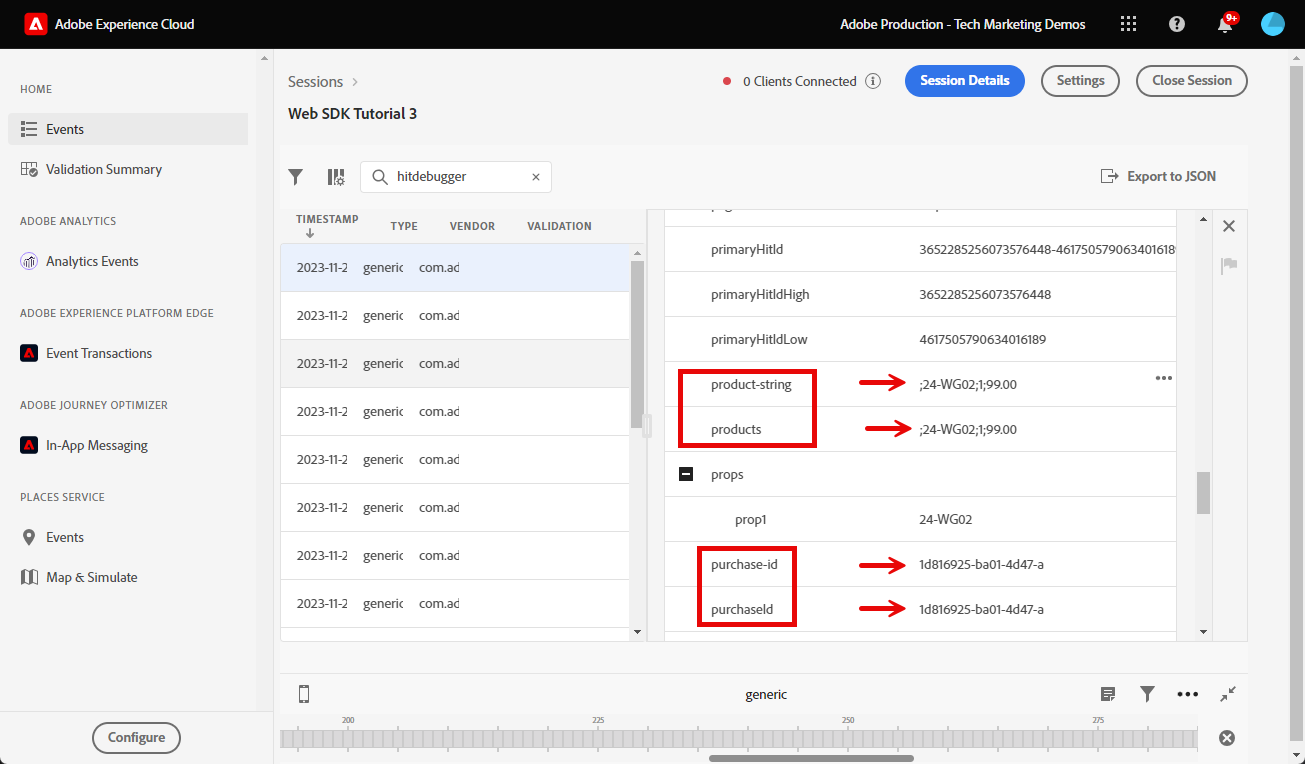 Adobe Experience Cloud
Adobe Production - Tech Marketing Demos
9+
HOME
Events
Validation Summary
ADOBE ANALYTICS
Analytics Events
ADOBE EXPERIENCE PLATFORM EDGE
Event Transactions
ADOBE JOURNEY OPTIMIZER
In-App Messaging
PLACES SERVICE
Events
Map & Simulate
Configure
Sessions
0 Clients Connected
Session Details
Settings
Close Session
Web SDK Tutorial 3
hitdebugger
Export to JSON
TIMESTAMP TYPE VENDOR VALIDATION
2023-11-2 generic com.ad
2023-11-2 generic com.ad
2023-11-2 generic com.ad
2023-11-2 generic com.ad
2023-11-2 generic com.ad
2023-11-2 generic com.ad
2023-11-2 generic com.ad
2023-11-2 generic com.ad
primaryHitId 3652285256073576448-4617505790634016189
primaryHitIdHigh 3652285256073576448
primaryHitIdLow 4617505790634016189
product-string ;24-WG02;1;99.00
products ;24-WG02;1;99.00
props
prop1 24-WG02
purchase-id 1d816925-ba01-4d47-a
purchaseId 1d816925-ba01-4d47-a
generic
200 225 250 275